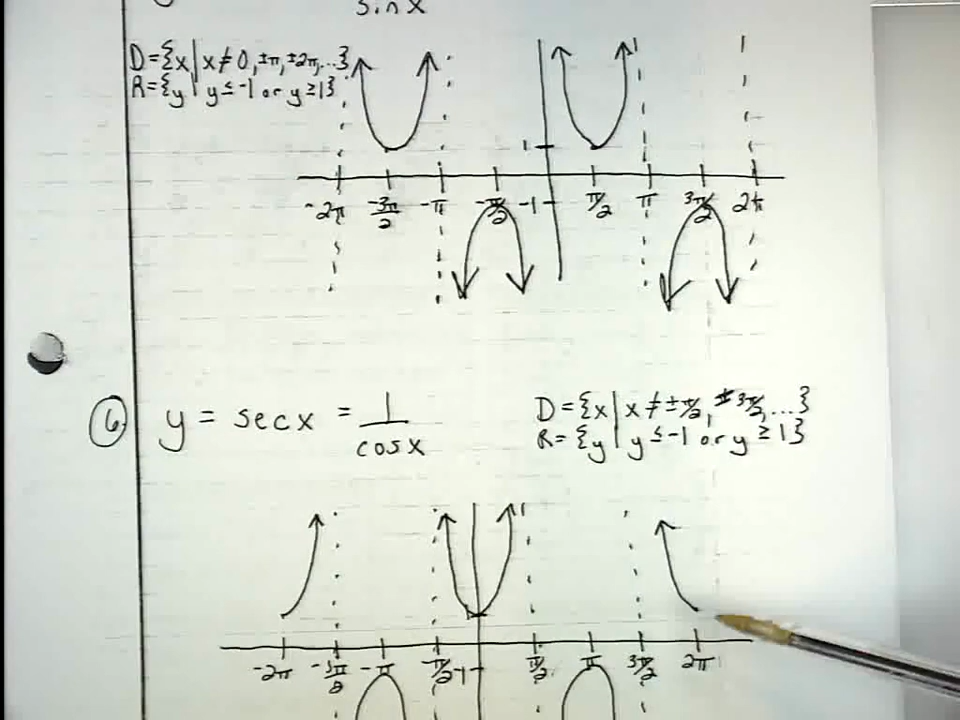 sin x
D = {x | x ≠ 0, ±π, ±2π, ...}
R = {y | y ≤ -1 or y ≥ 1}
1
-2π -3π/2 -π -π/2 -1 π/2 π 3π/2 2π
6 y = sec x = 1/cos x
D = {x | x ≠ ±π/2, ±3π/2, ...}
R = {y | y ≤ -1 or y ≥ 1}
-2π -3π/2 -π -π/2 -1 π/2 π 3π/2 2π